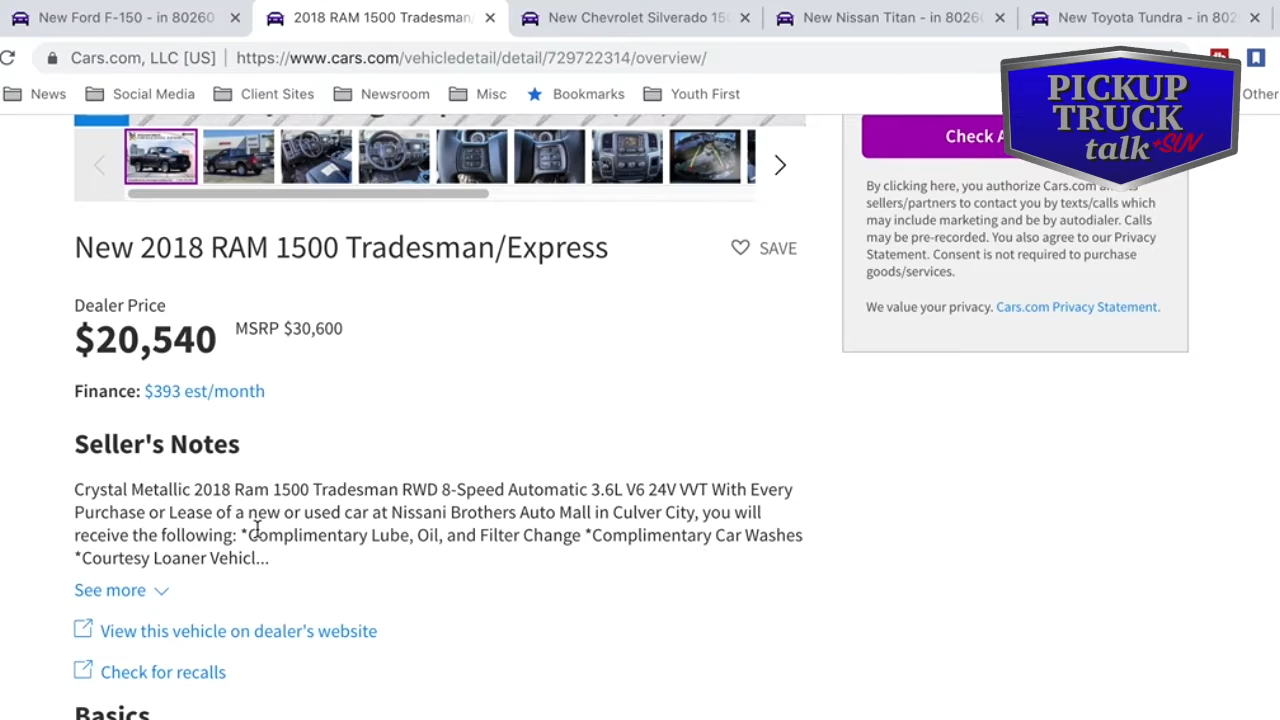 New Ford F-150 - in 80260
2018 RAM 1500 Tradesman
New Chevrolet Silverado 150
New Nissan Titan - in 8026
New Toyota Tundra - in 802
Cars.com, LLC [US] | https://www.cars.com/vehicledetail/detail/729722314/overview/
News
Social Media
Client Sites
Newsroom
Misc
Bookmarks
Youth First
Other
PICKUP
TRUCK
talk +SUV
Check A
By clicking here, you authorize Cars.com
sellers/partners to contact you by texts/calls which
may include marketing and be by autodialer. Calls
may be pre-recorded. You also agree to our Privacy
Statement. Consent is not required to purchase
goods/services.
We value your privacy. Cars.com Privacy Statement.
New 2018 RAM 1500 Tradesman/Express
SAVE
Dealer Price
$20,540 MSRP $30,600
Finance: $393 est/month
Seller's Notes
Crystal Metallic 2018 Ram 1500 Tradesman RWD 8-Speed Automatic 3.6L V6 24V VVT With Every
Purchase or Lease of a new or used car at Nissani Brothers Auto Mall in Culver City, you will
receive the following: *Complimentary Lube, Oil, and Filter Change *Complimentary Car Washes
*Courtesy Loaner Vehicl...
See more
View this vehicle on dealer's website
Check for recalls
Basics